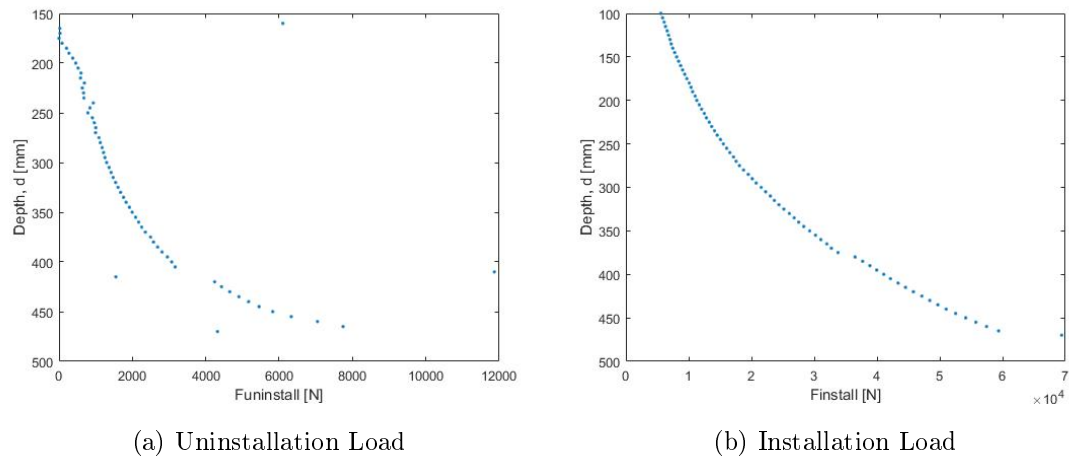 150
200
250
300
350
400
450
500
Depth, d [mm]
0 2000 4000 6000 8000 10000 12000
Funinstall [N]
(a) Uninstallation Load
100
150
200
250
300
350
400
450
500
Depth, d [mm]
0 1 2 3 4 5 6 7
Finstall [N]
×10⁴
(b) Installation Load